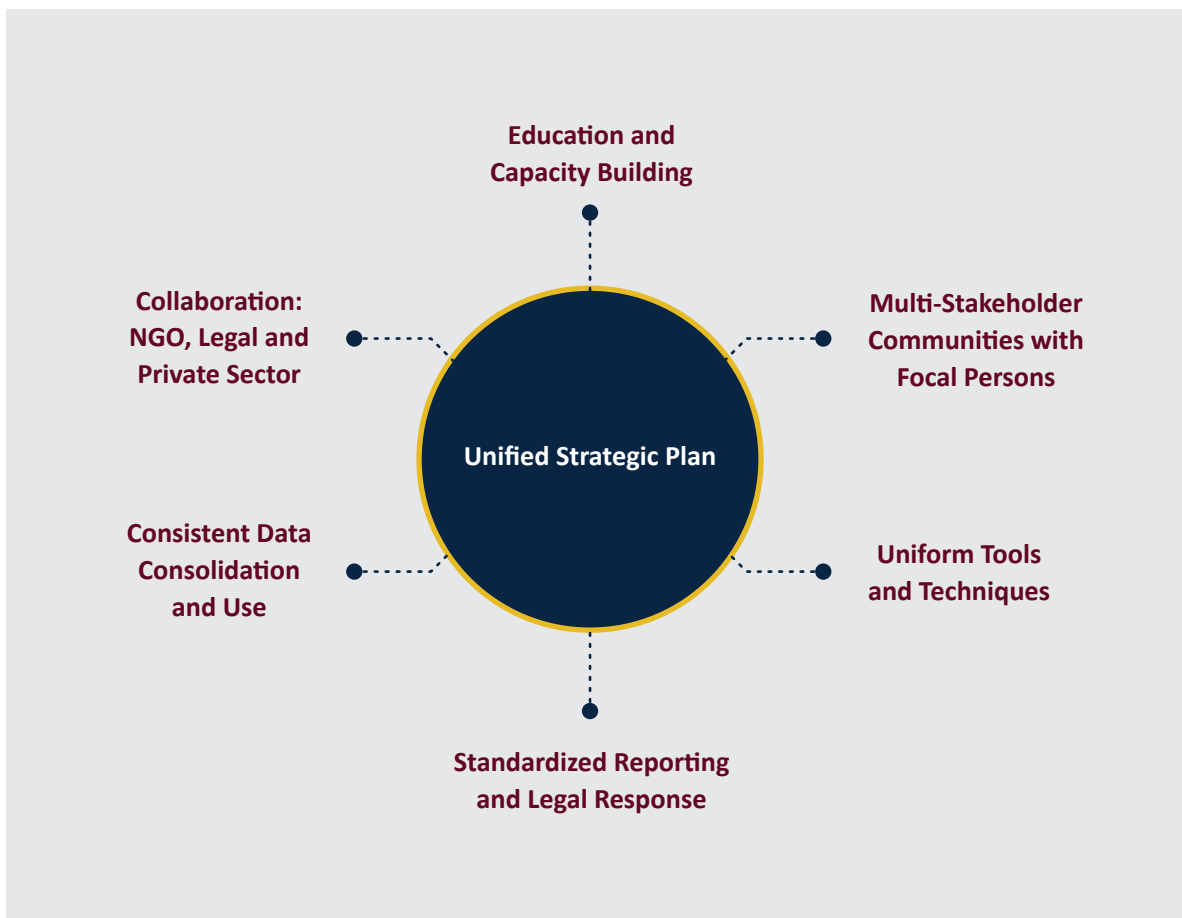 Education and
Capacity Building
Collaboration:
NGO, Legal and
Private Sector
Multi-Stakeholder
Communities with
Focal Persons
Unified Strategic Plan
Consistent Data
Consolidation
and Use
Uniform Tools
and Techniques
Standardized Reporting
and Legal Response